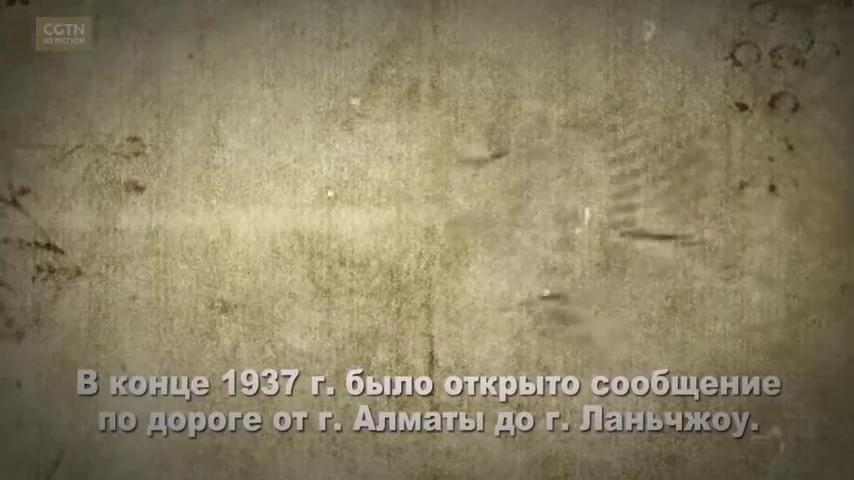 CGTN
НА РУССКОМ
В конце 1937 г. было открыто сообщение
по дороге от г. Алматы до г. Ланьчжоу.